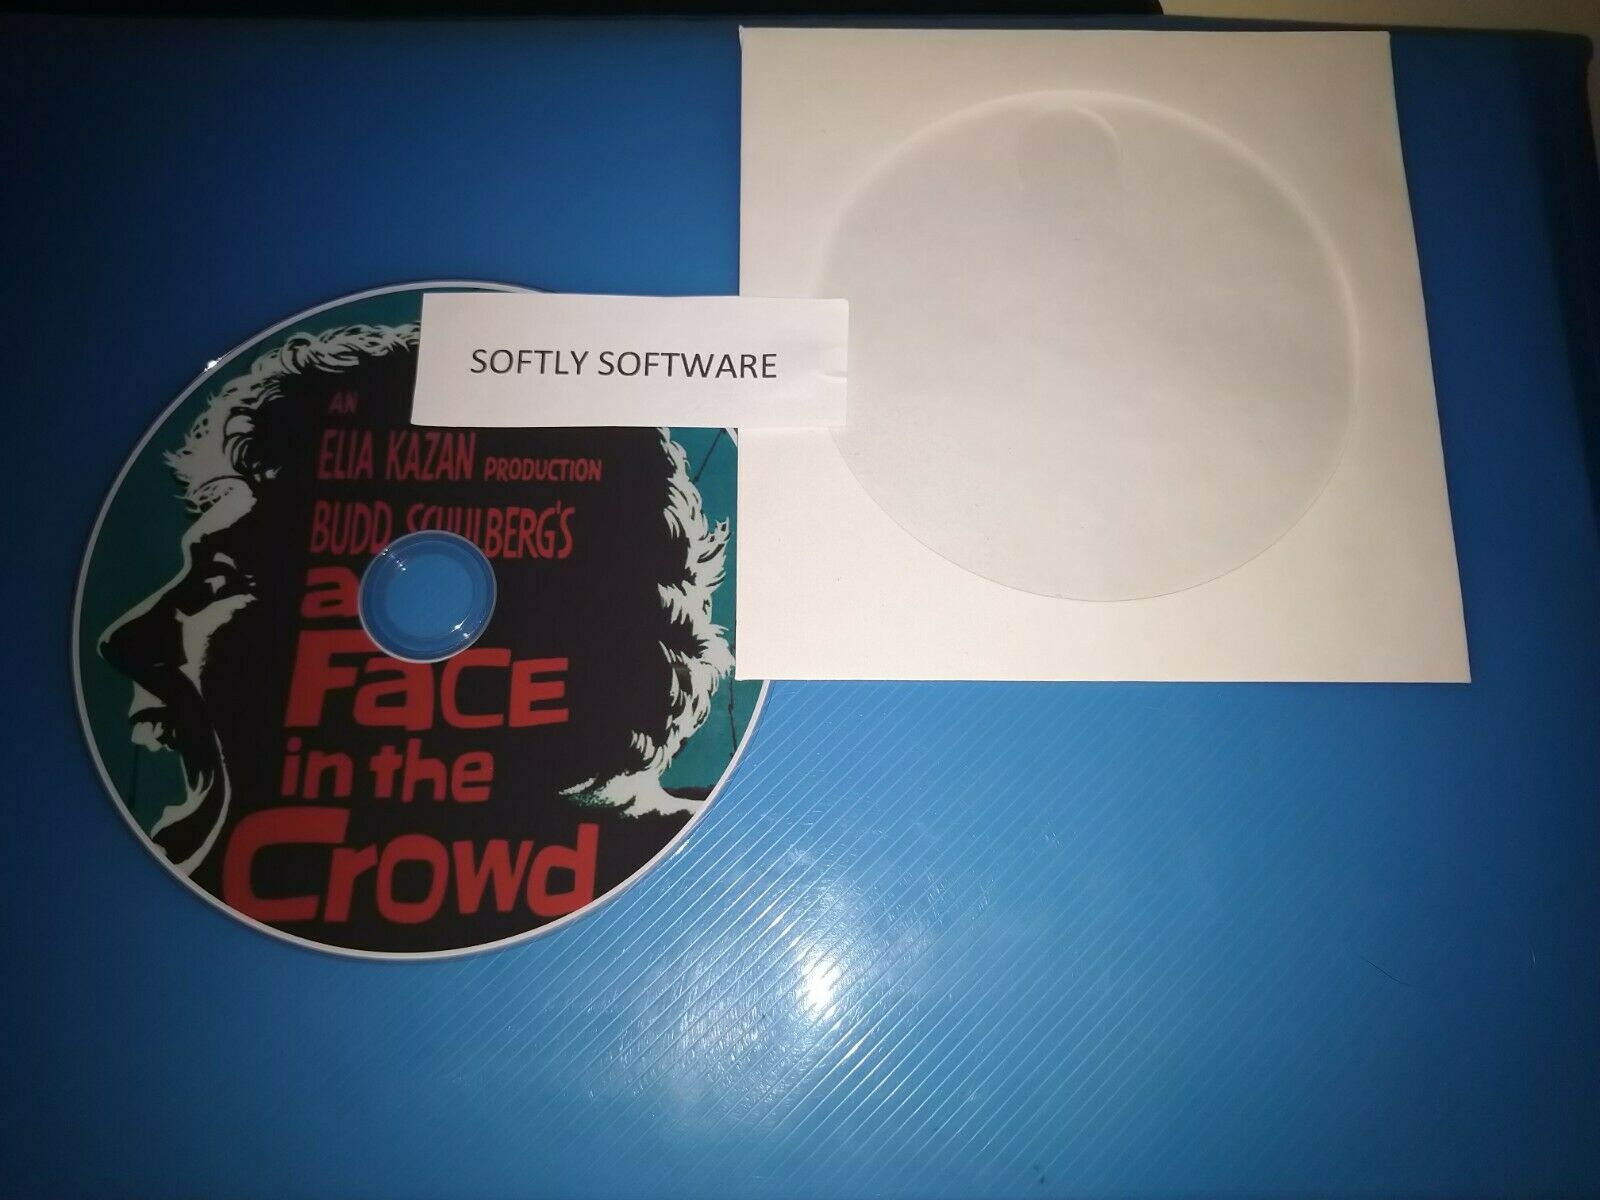 SOFTLY SOFTWARE
AN
ELIA KAZAN PRODUCTION
BUDD SCHULBERG'S
a
FaCE
in the
Crowd